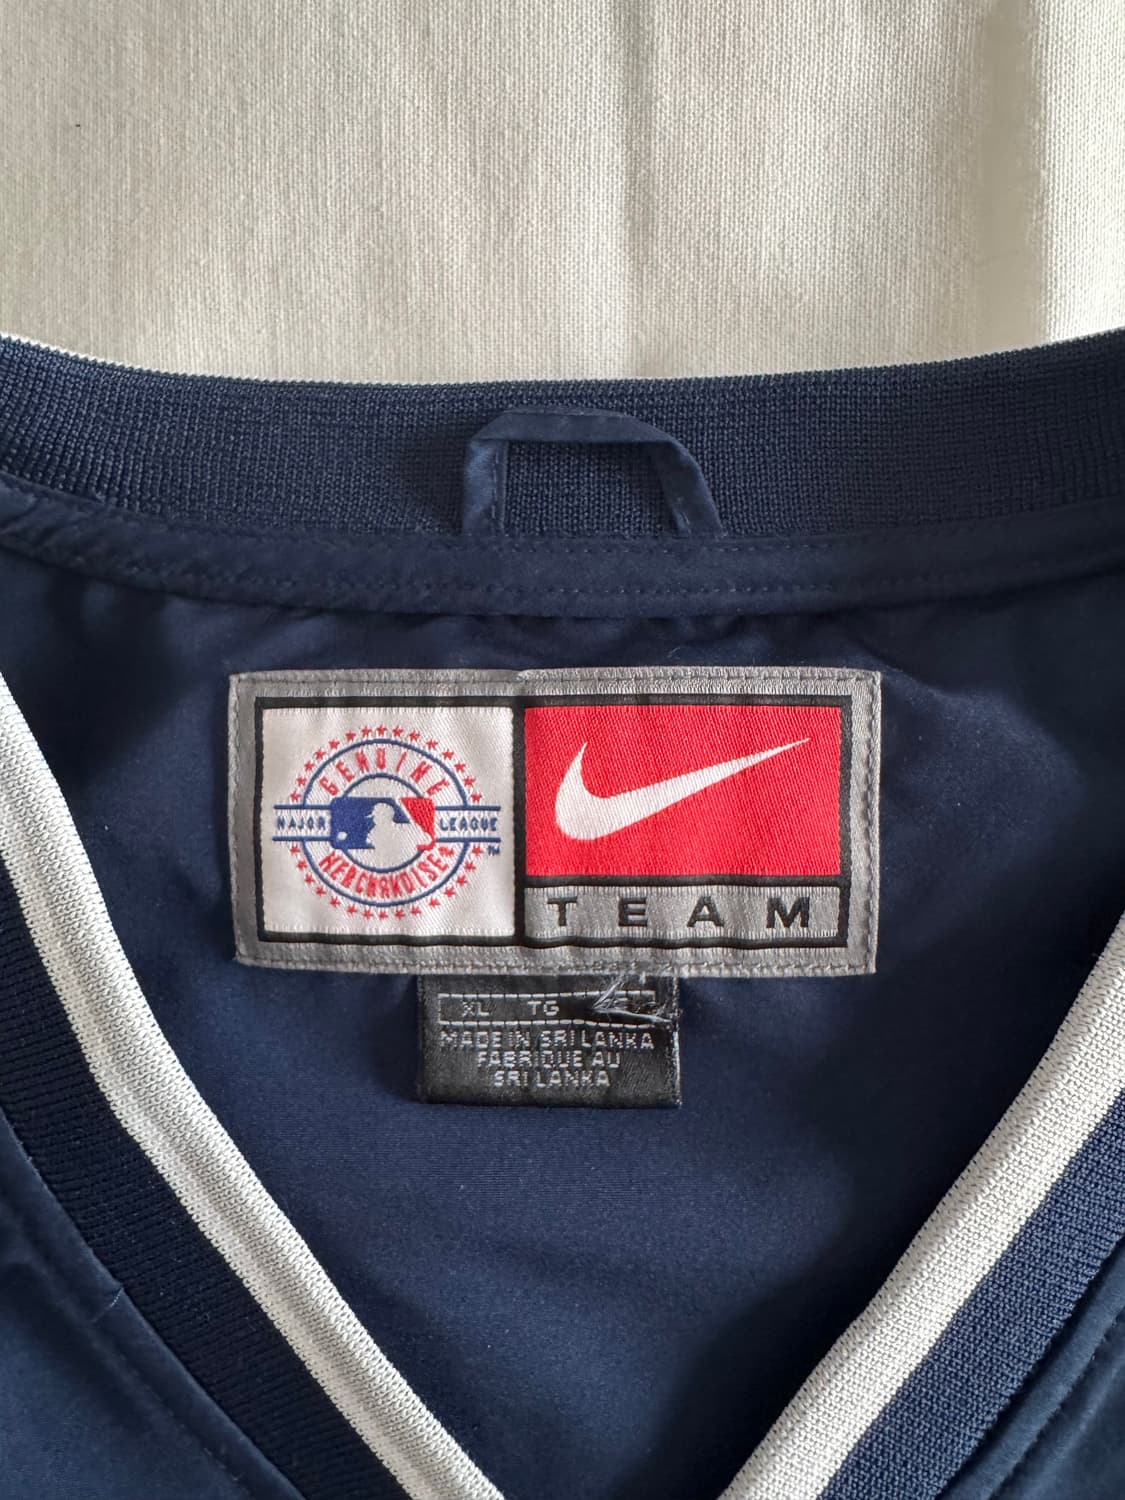 GENUINE
MAJOR LEAGUE
MERCHANDISE
TEAM
XL TG
MADE IN SRI LANKA
FABRIQUE AU
SRI LANKA